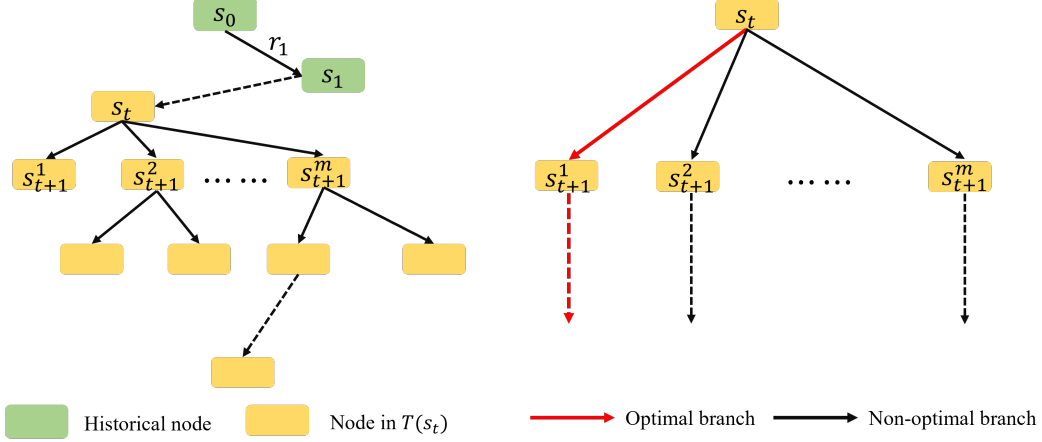 s_0
r_1
s_1
s_t
s_{t+1}^1
s_{t+1}^2
... ...
s_{t+1}^m
Historical node
Node in T(s_t)
s_t
s_{t+1}^1
s_{t+1}^2
... ...
s_{t+1}^m
Optimal branch
Non-optimal branch